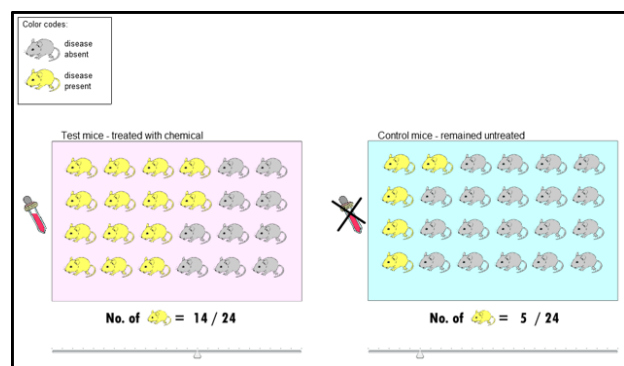 Color codes:
disease
absent
disease
present
Test mice - treated with chemical
Control mice - remained untreated
No. of = 14 / 24
No. of = 5 / 24